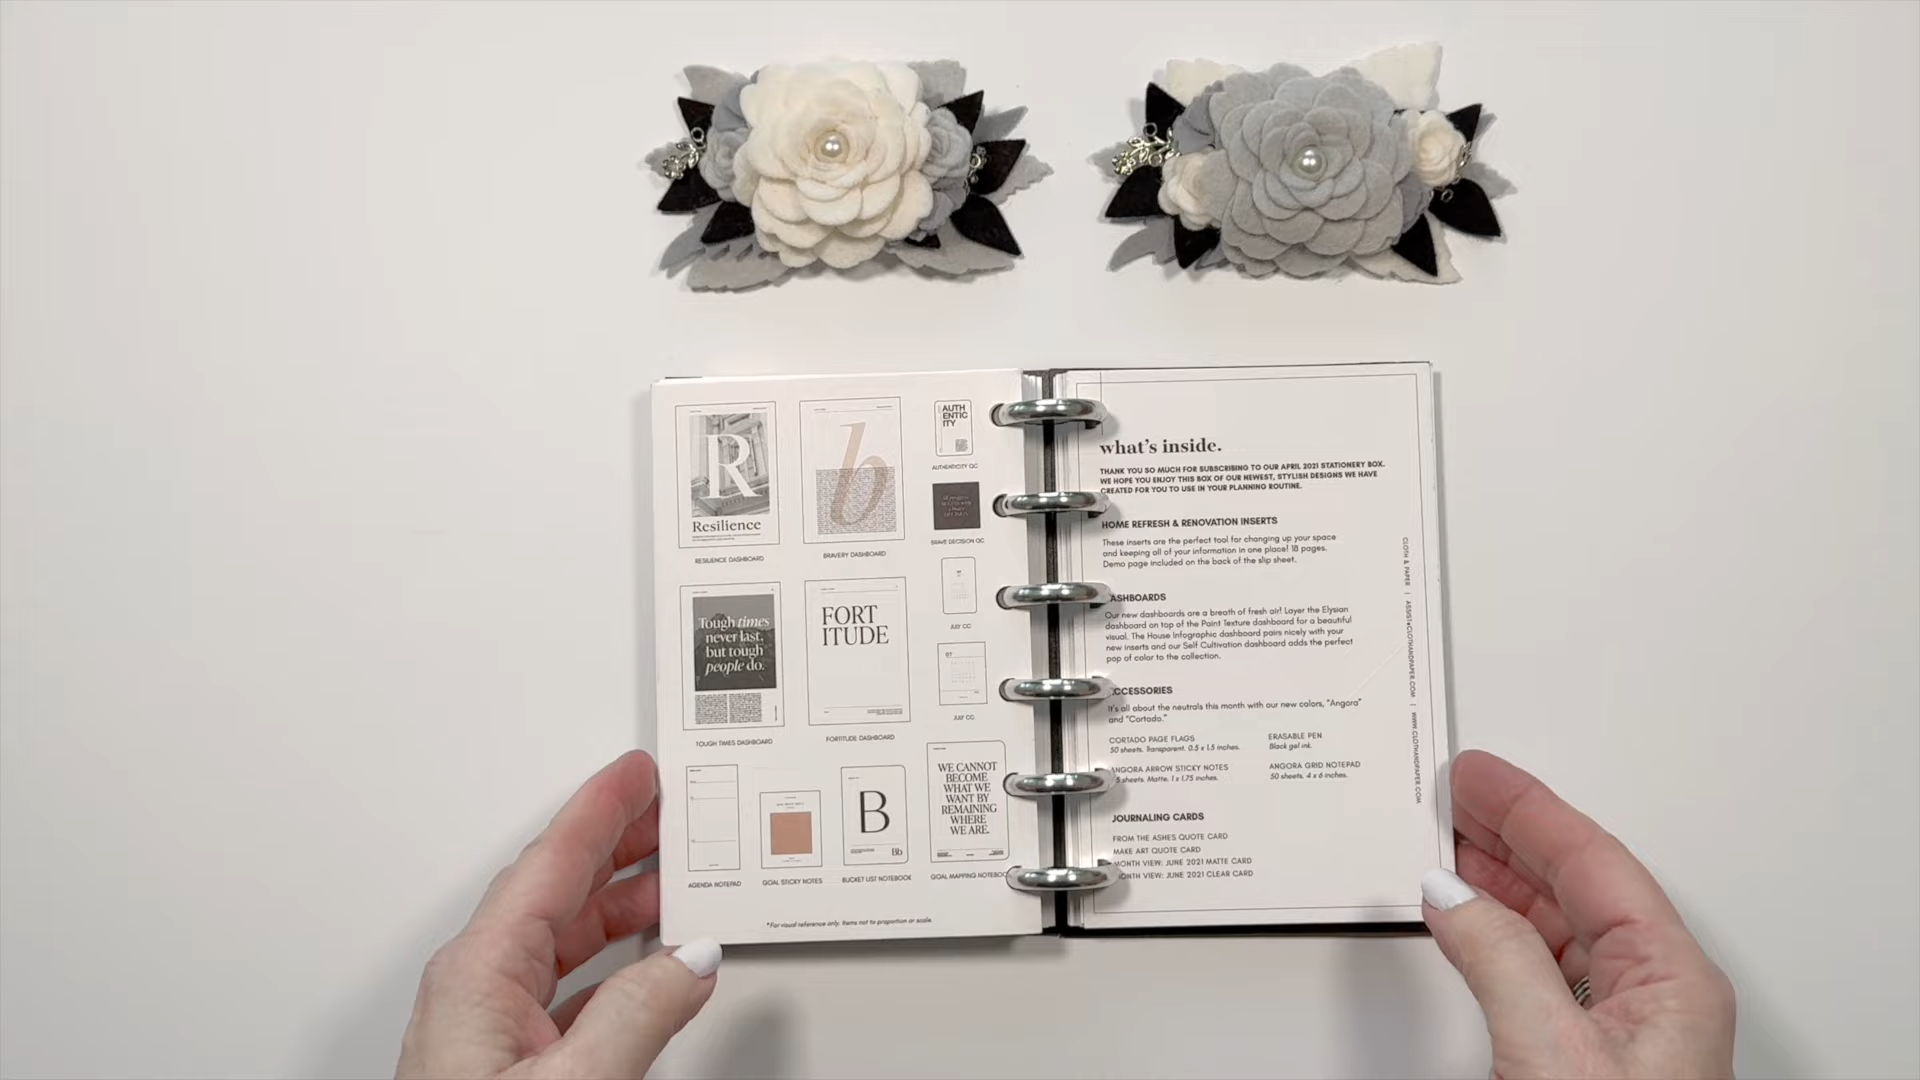 R
Resilience
RESILIENCE DASHBOARD
b
BRAVERY DASHBOARD
AUTH
ENTIC
ITY
AUTHENTICITY QC
BRAVE DECISION QC
JULY CC
07
JULY CC
Tough times
never last,
but tough
people do.
TOUGH TIMES DASHBOARD
FORT
ITUDE
FORTITUDE DASHBOARD
AGENDA NOTEPAD
GOAL STICKY NOTES
B
Bb
BUCKET LIST NOTEBOOK
WE CANNOT
BECOME
WHAT WE
WANT BY
REMAINING
WHERE
WE ARE.
GOAL MAPPING NOTEBOO
*For visual reference only. Items not to proportion or scale.
what's inside.
THANK YOU SO MUCH FOR SUBSCRIBING TO OUR APRIL 2021 STATIONERY BOX.
WE HOPE YOU ENJOY THIS BOX OF OUR NEWEST, STYLISH DESIGNS WE HAVE
CREATED FOR YOU TO USE IN YOUR PLANNING ROUTINE.
HOME REFRESH & RENOVATION INSERTS
These inserts are the perfect tool for changing up your space
and keeping all of your information in one place! 18 pages.
Demo page included on the back of the slip sheet.
ASHBOARDS
Our new dashboards are a breath of fresh air! Layer the Elysian
dashboard on top of the Paint Texture dashboard for a beautiful
visual. The House Infographic dashboard pairs nicely with your
new inserts and our Self Cultivation dashboard adds the perfect
pop of color to the collection.
CCESSORIES
It's all about the neutrals this month with our new colors, "Angora"
and "Cortado."
CORTADO PAGE FLAGS
50 sheets. Transparent. 0.5 x 1.5 inches.
ERASABLE PEN
Black gel ink.
ANGORA ARROW STICKY NOTES
5 sheets. Matte. 1 x 1.75 inches.
ANGORA GRID NOTEPAD
50 sheets. 4 x 6 inches.
JOURNALING CARDS
FROM THE ASHES QUOTE CARD
MAKE ART QUOTE CARD
MONTH VIEW: JUNE 2021 MATTE CARD
ONTH VIEW: JUNE 2021 CLEAR CARD
CLOTH & PAPER | ASSIST@CLOTHANDPAPER.COM | WWW.CLOTHANDPAPER.COM